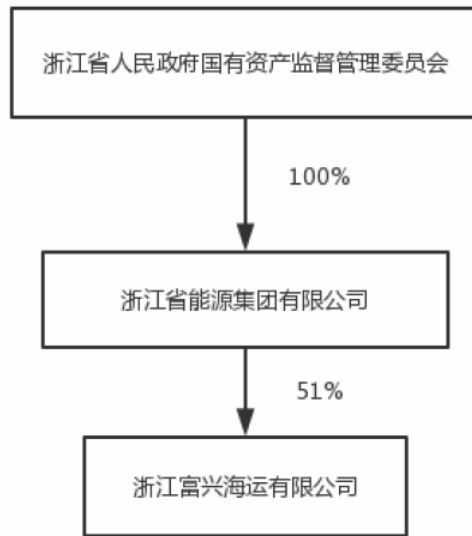 浙江省人民政府国有资产监督管理委员会
100%
浙江省能源集团有限公司
51%
浙江富兴海运有限公司